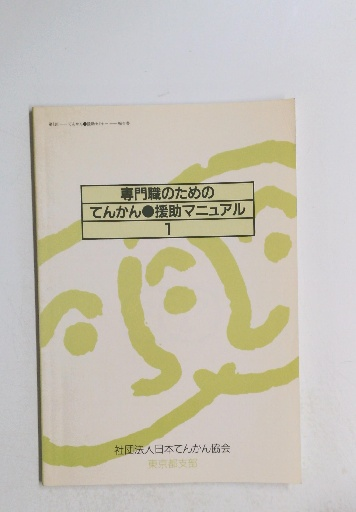 専門職のための
てんかん●援助マニュアル
1
社団法人日本てんかん協会
東京都支部